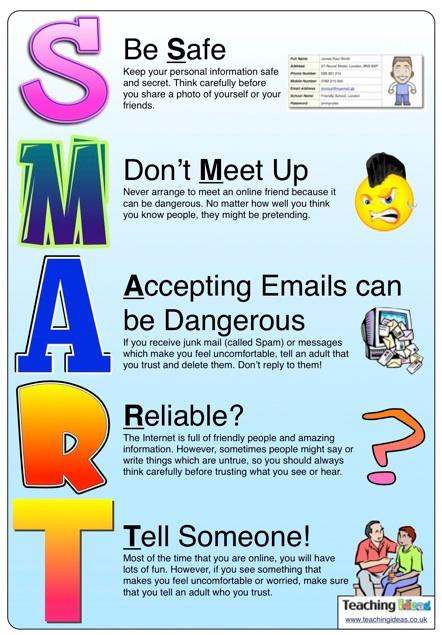 S
Be Safe
Keep your personal information safe
and secret. Think carefully before
you share a photo of yourself or your
friends.
Full Name James Paul Smith
Address
Phone Number
Mobile Number
Email Address
School Name Friendly School, London
Password
M
Don't Meet Up
Never arrange to meet an online friend because it
can be dangerous. No matter how well you think
you know people, they might be pretending.
A
Accepting Emails can
be Dangerous
If you receive junk mail (called Spam) or messages
which make you feel uncomfortable, tell an adult that
you trust and delete them. Don't reply to them!
R
Reliable?
The Internet is full of friendly people and amazing
information. However, sometimes people might say or
write things which are untrue, so you should always
think carefully before trusting what you see or hear.
?
T
Tell Someone!
Most of the time that you are online, you will have
lots of fun. However, if you see something that
makes you feel uncomfortable or worried, make sure
that you tell an adult who you trust.
Teaching Ideas
www.teachingideas.co.uk